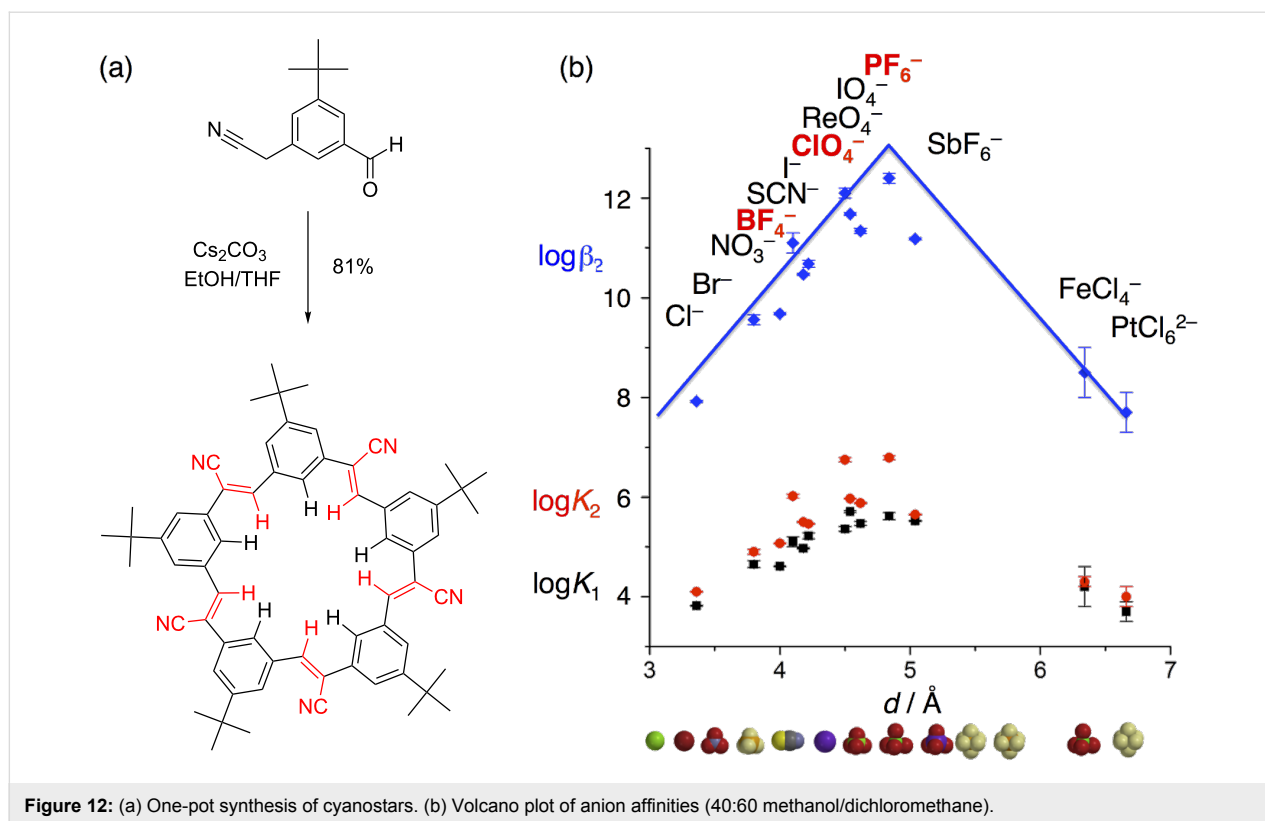 (a)
N
H
O
Cs₂CO₃
EtOH/THF
81%
NC
CN
H
H
H
H
H
H
NC
CN
H
H
H
H
NC
(b)
PF₆⁻
IO₄⁻
ReO₄⁻
ClO₄⁻
I⁻
SCN⁻
BF₄⁻
NO₃⁻
Br⁻
Cl⁻
SbF₆⁻
FeCl₄⁻
PtCl₆²⁻
logβ₂
logK₂
logK₁
12
10
8
6
4
3 4 5 6 7
d / Å
Figure 12: (a) One-pot synthesis of cyanostars. (b) Volcano plot of anion affinities (40:60 methanol/dichloromethane).